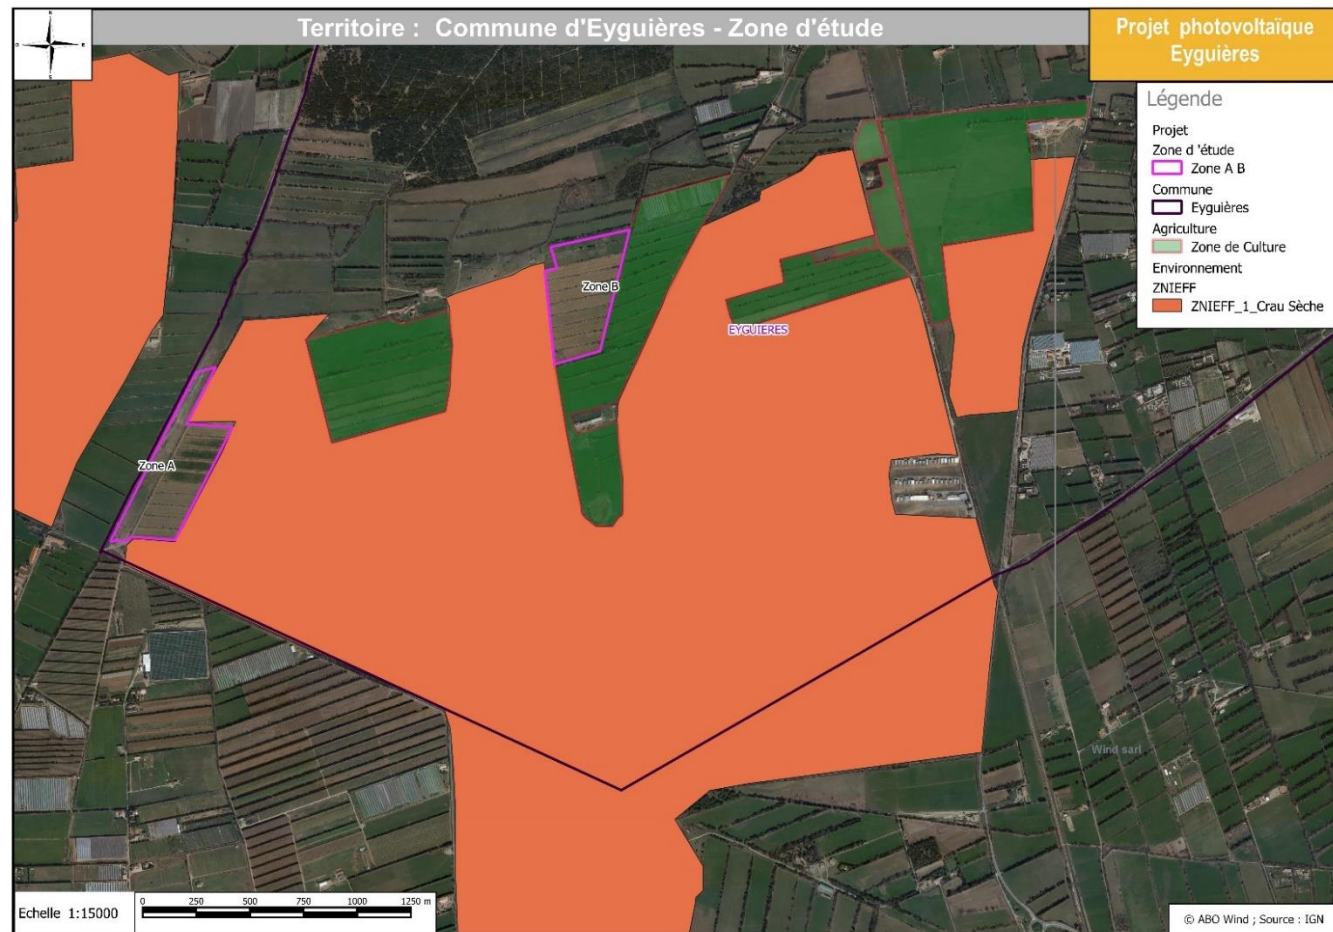 Territoire : Commune d'Eyguières - Zone d'étude
Projet photovoltaïque
Eyguières
N
O
E
S
Légende
Projet
Zone d 'étude
Zone A B
Commune
Eyguières
Agriculture
Zone de Culture
Environnement
ZNIEFF
ZNIEFF_1_Crau Sèche
Zone B
EYGUIERES
Zone A
Wind sarl
Echelle 1:15000
0 250 500 750 1000 1250 m
© ABO Wind ; Source : IGN